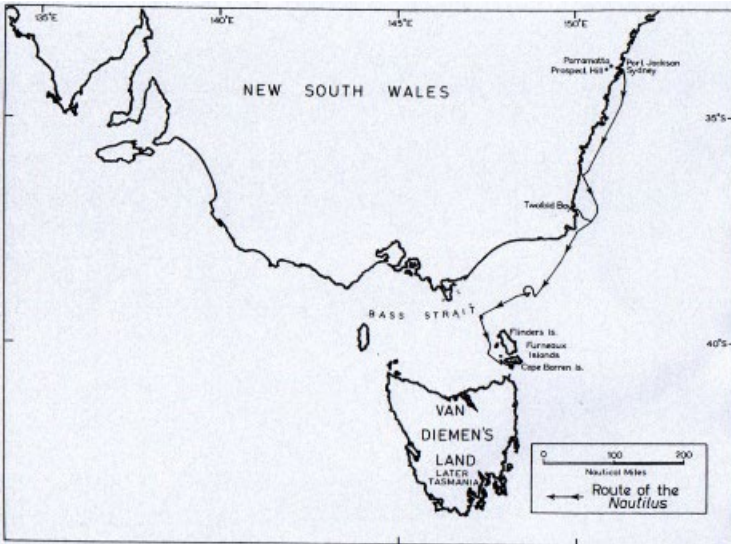 135°E
140°E
145°E
150°E
Parramatta
Prospect Hill
Port Jackson
Sydney
NEW SOUTH WALES
35°S
Twofold Bay
BASS STRAIT
Flinders Is.
Furneaux
Islands
40°S
Cape Barren Is.
VAN
DIEMEN'S
LAND
LATER
TASMANIA
0 100 200
Nautical Miles
Route of the
Nautilus